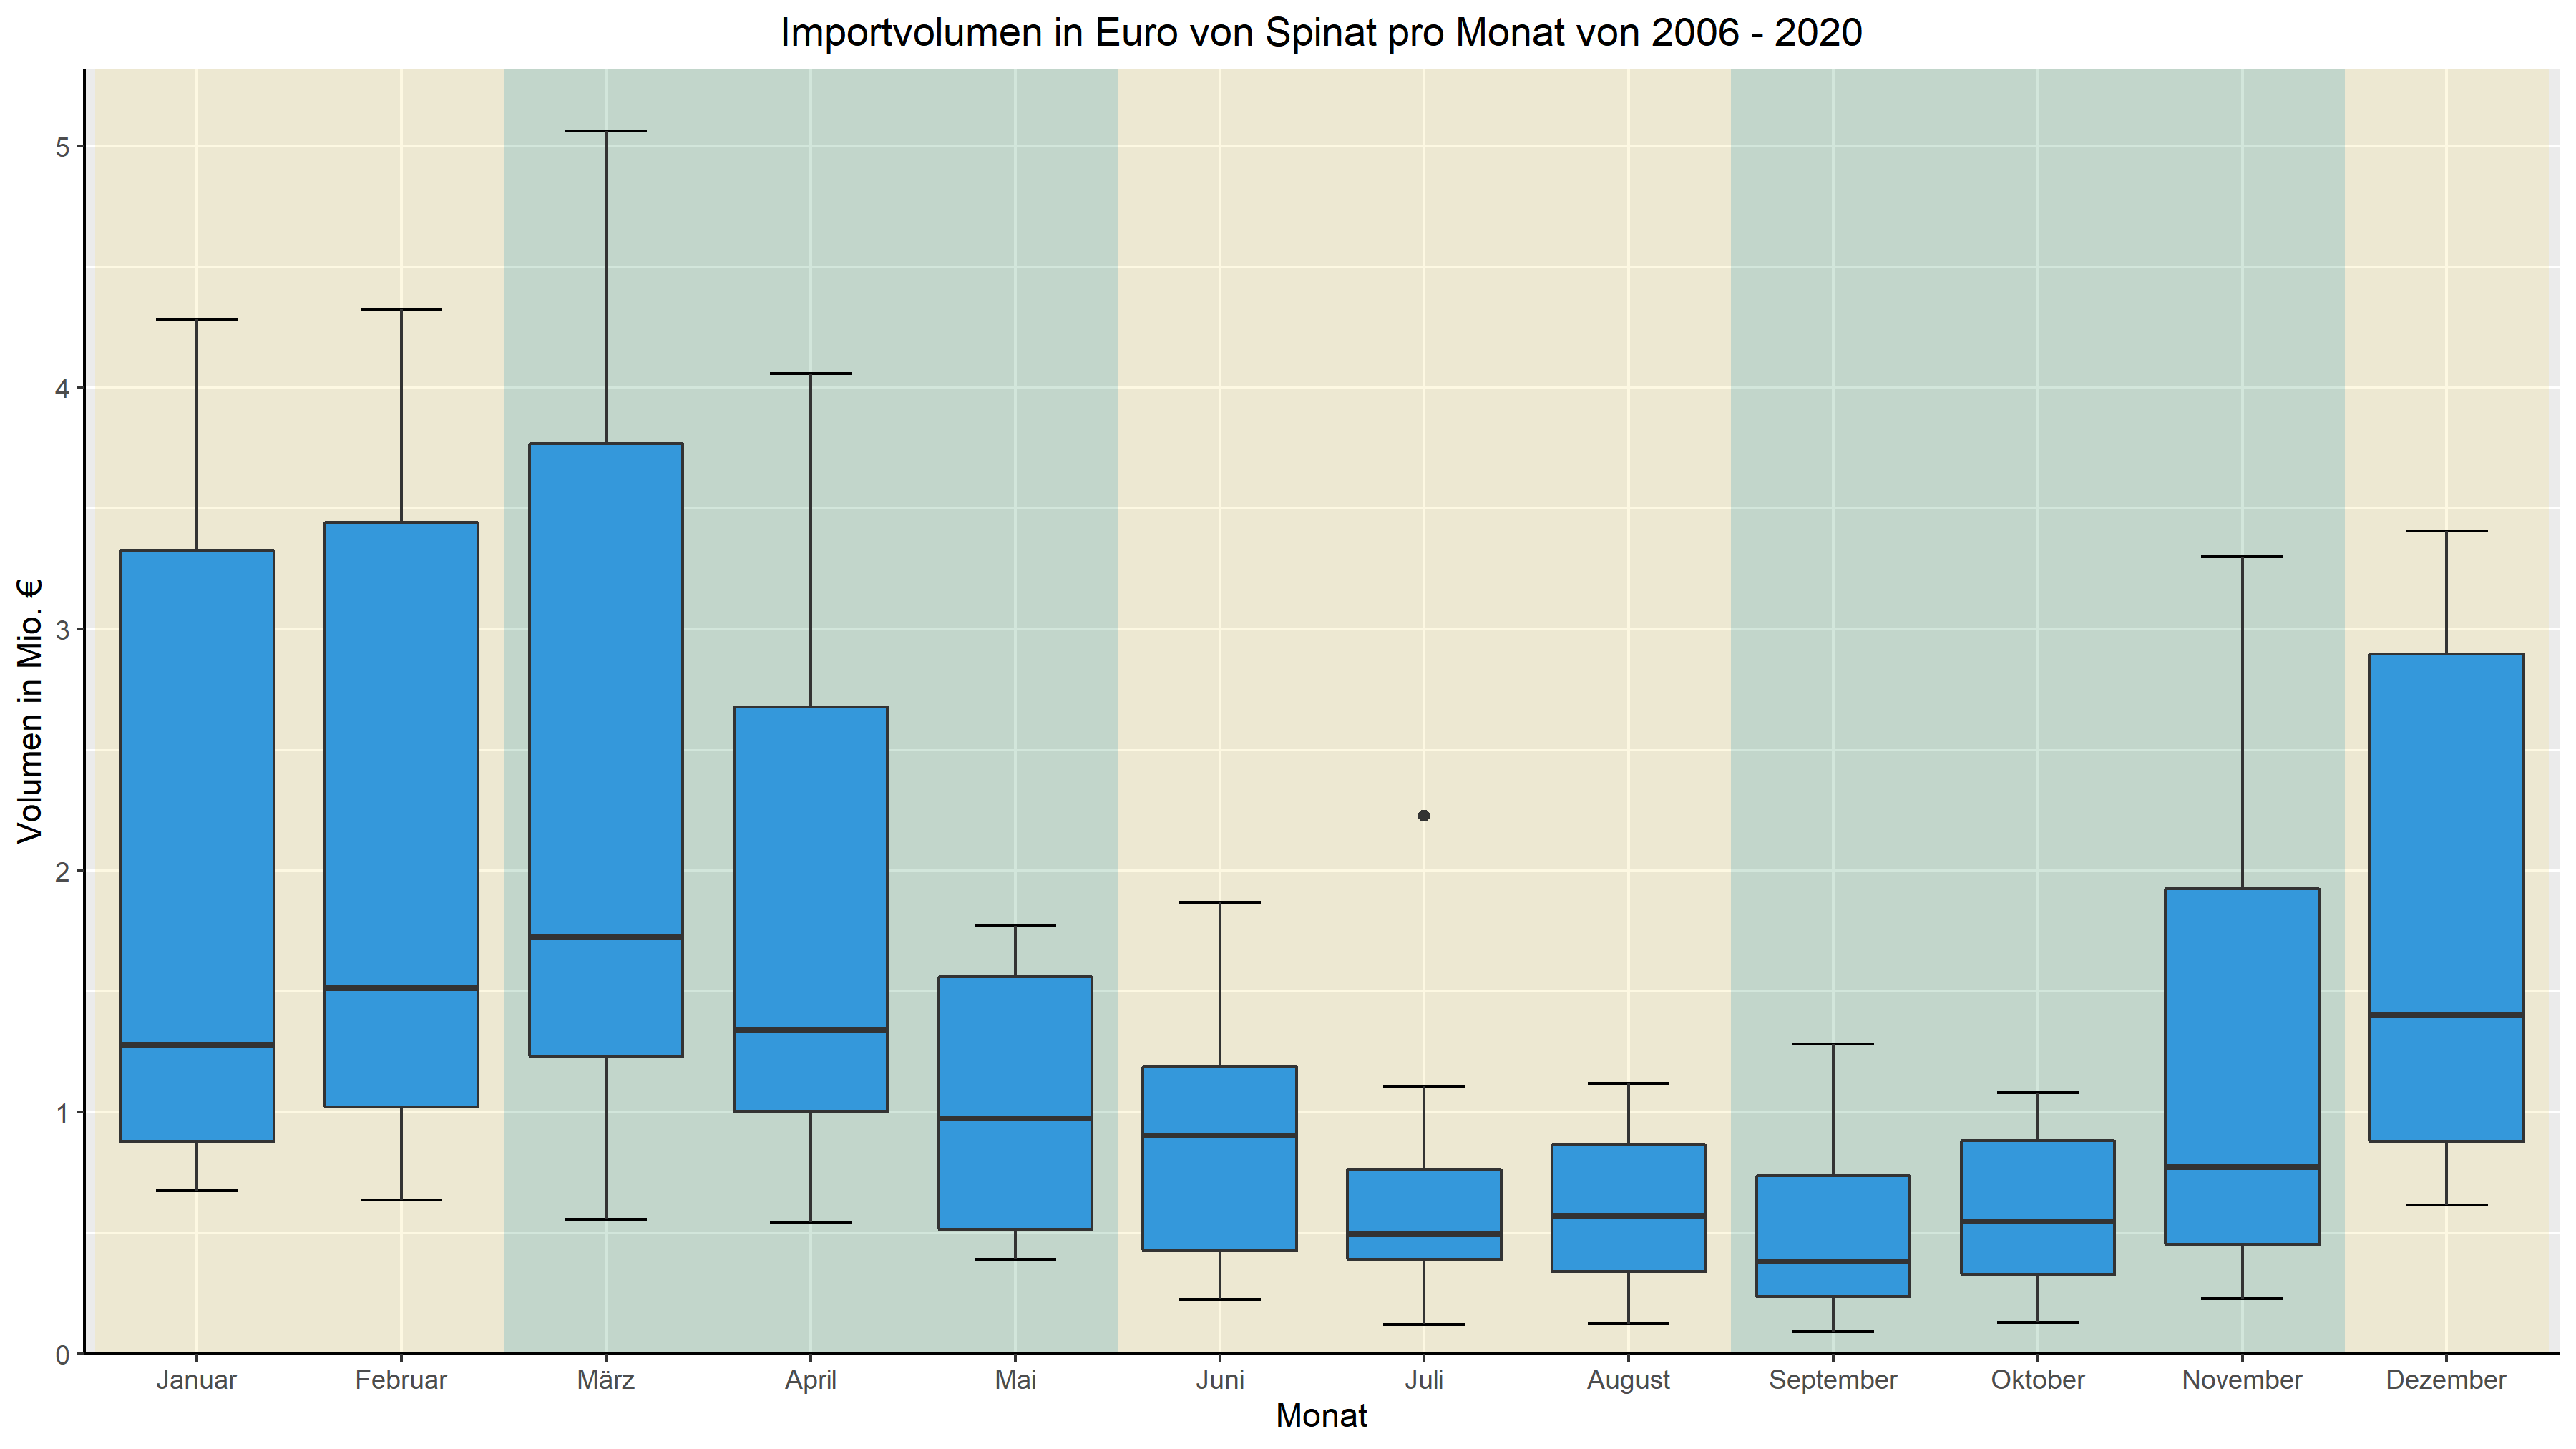 Importvolumen in Euro von Spinat pro Monat von 2006 - 2020
Volumen in Mio. €
5
4
3
2
1
0
Januar Februar März April Mai Juni Juli August September Oktober November Dezember
Monat